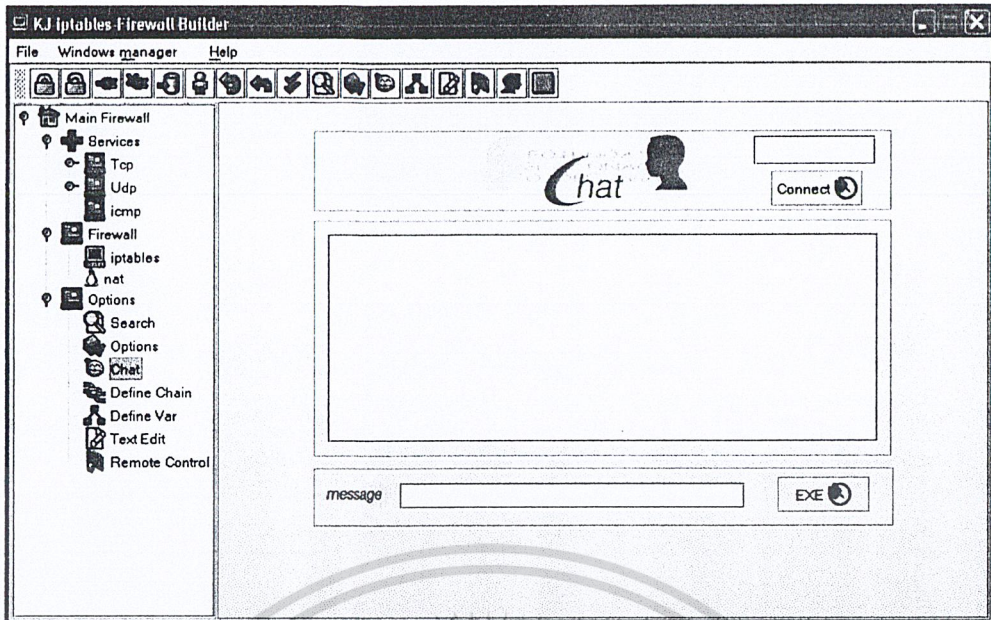 KJ iptables-Firewall Builder
File Windows manager Help
Main Firewall
Services
Tcp
Udp
icmp
Firewall
iptables
nat
Options
Search
Options
Chat
Define Chain
Define Var
Text Edit
Remote Control
Chat
Connect
message
EXE